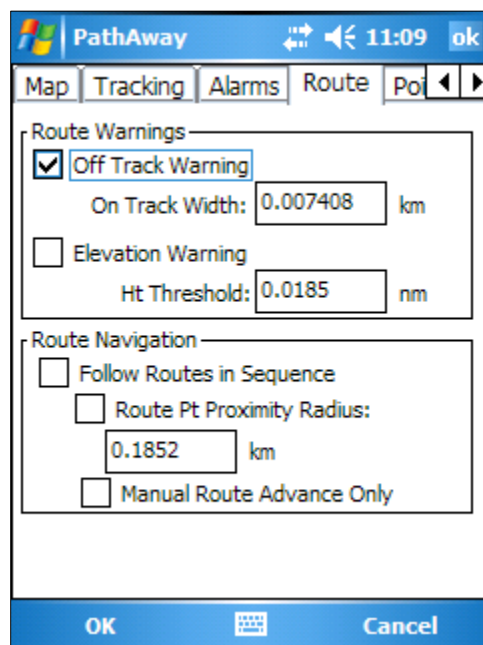 PathAway 11:09 ok
Map Tracking Alarms Route Poi
Route Warnings
Off Track Warning
On Track Width: 0.007408 km
Elevation Warning
Ht Threshold: 0.0185 nm
Route Navigation
Follow Routes in Sequence
Route Pt Proximity Radius:
0.1852 km
Manual Route Advance Only
OK Cancel